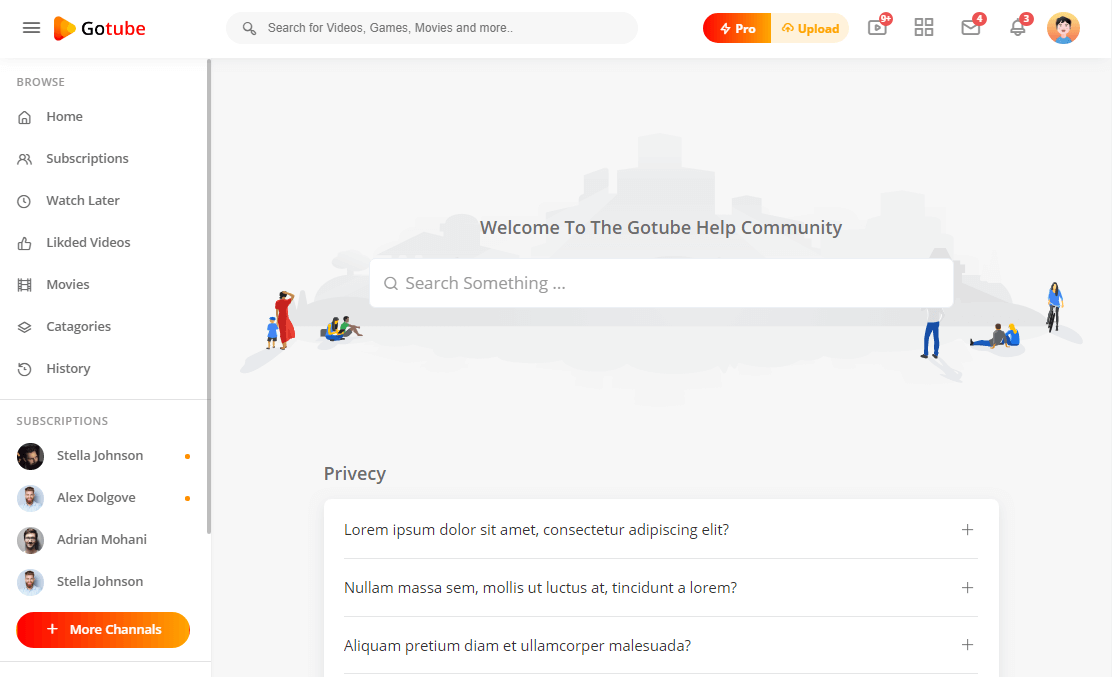 Gotube
Search for Videos, Games, Movies and more..
Pro
Upload
9+
4
3
BROWSE
Home
Subscriptions
Watch Later
Likded Videos
Movies
Catagories
History
SUBSCRIPTIONS
Stella Johnson
Alex Dolgove
Adrian Mohani
Stella Johnson
More Channels
Welcome To The Gotube Help Community
Search Something ...
Privecy
Lorem ipsum dolor sit amet, consectetur adipiscing elit?
Nullam massa sem, mollis ut luctus at, tincidunt a lorem?
Aliquam pretium diam et ullamcorper malesuada?